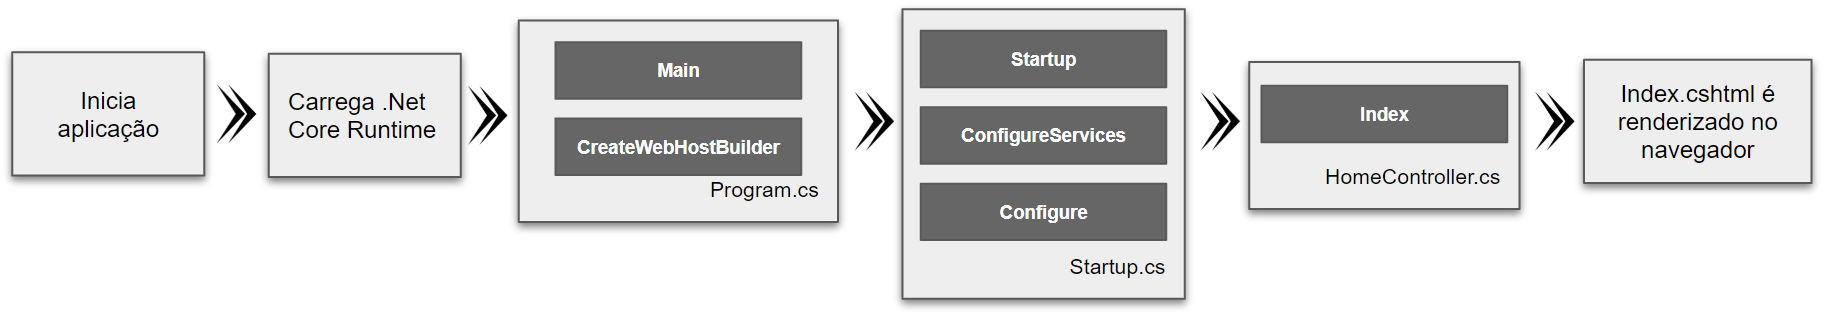 Inicia
aplicação
Carrega .Net
Core Runtime
Main
CreateWebHostBuilder
Program.cs
Startup
ConfigureServices
Configure
Startup.cs
Index
HomeController.cs
Index.cshtml é
renderizado no
navegador